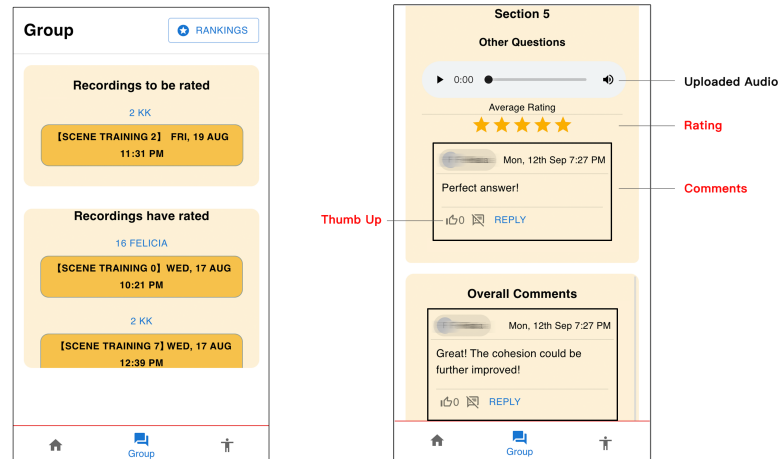 Group
RANKINGS
Recordings to be rated
2 KK
【SCENE TRAINING 2】 FRI, 19 AUG
11:31 PM
Recordings have rated
16 FELICIA
【SCENE TRAINING 0】WED, 17 AUG
10:21 PM
2 KK
【SCENE TRAINING 7】WED, 17 AUG
12:39 PM
Group
Section 5
Other Questions
0:00
Uploaded Audio
Average Rating
Rating
Mon, 12th Sep 7:27 PM
Perfect answer!
Comments
Thumb Up
0
REPLY
Overall Comments
Mon, 12th Sep 7:27 PM
Great! The cohesion could be
further improved!
0
REPLY
Group